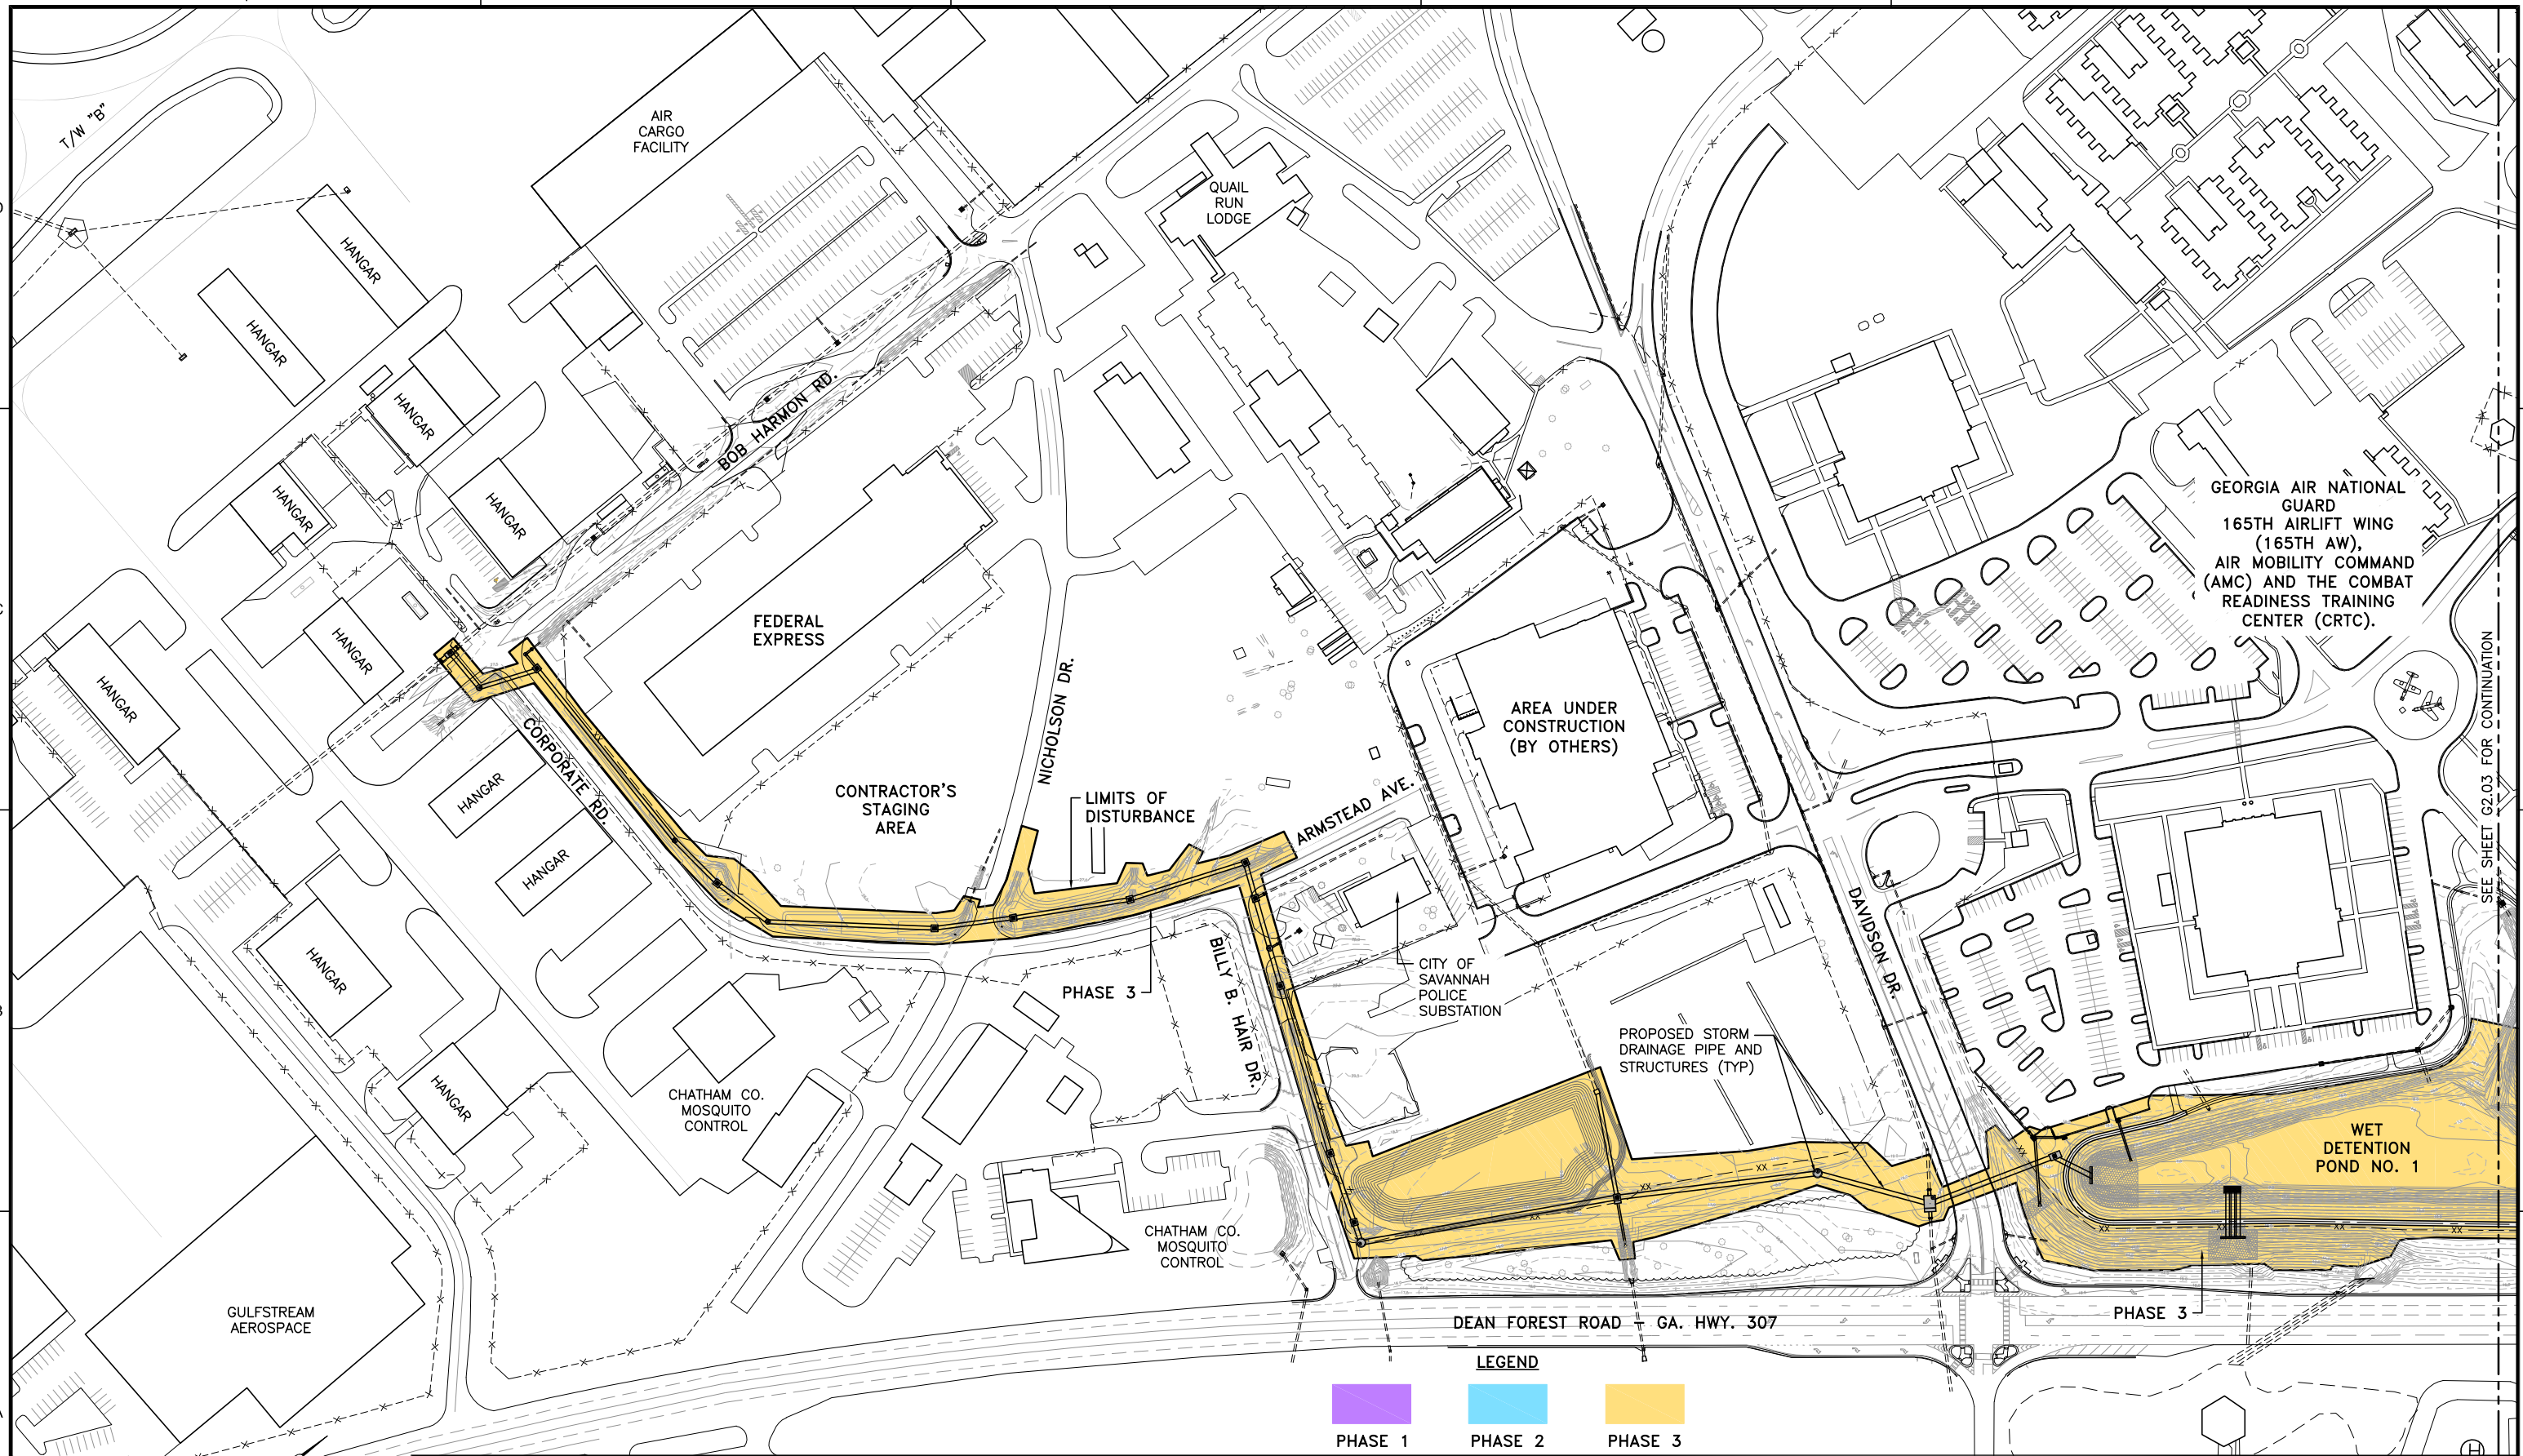 T/W "B"
AIR
CARGO
FACILITY
QUAIL
RUN
LODGE
HANGAR
HANGAR
HANGAR
HANGAR
HANGAR
HANGAR
HANGAR
BOB HARMON RD.
GEORGIA AIR NATIONAL
GUARD
165TH AIRLIFT WING
(165TH AW),
AIR MOBILITY COMMAND
(AMC) AND THE COMBAT
READINESS TRAINING
CENTER (CRTC).
FEDERAL
EXPRESS
NICHOLSON DR.
CORPORATE RD.
AREA UNDER
CONSTRUCTION
(BY OTHERS)
SEE SHEET G2.03 FOR CONTINUATION
HANGAR
HANGAR
CONTRACTOR'S
STAGING
AREA
LIMITS OF
DISTURBANCE
ARMSTEAD AVE.
HANGAR
HANGAR
PHASE 3
BILLY B. HAIR DR.
CITY OF
SAVANNAH
POLICE
SUBSTATION
DAVIDSON DR.
PROPOSED STORM
DRAINAGE PIPE AND
STRUCTURES (TYP)
CHATHAM CO.
MOSQUITO
CONTROL
WET
DETENTION
POND NO. 1
CHATHAM CO.
MOSQUITO
CONTROL
GULFSTREAM
AEROSPACE
PHASE 3
DEAN FOREST ROAD – GA. HWY. 307
LEGEND
PHASE 1
PHASE 2
PHASE 3
H